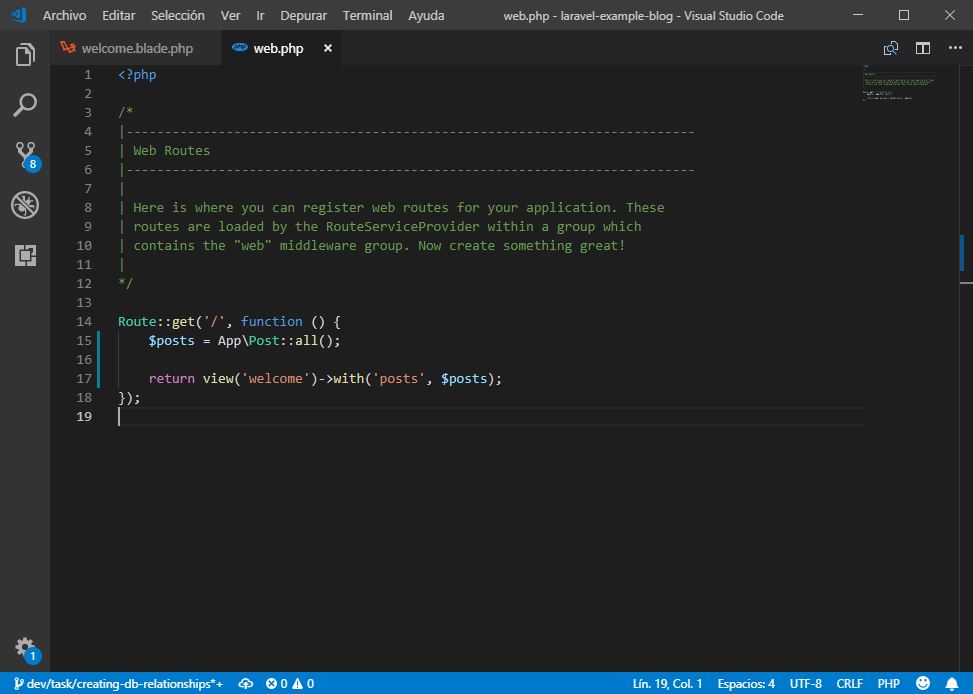 Archivo Editar Selección Ver Ir Depurar Terminal Ayuda web.php - laravel-example-blog - Visual Studio Code
welcome.blade.php web.php
1 <?php
2
3 /*
4 |--------------------------------------------------------------------------
5 | Web Routes
6 |--------------------------------------------------------------------------
7 |
8 | Here is where you can register web routes for your application. These
9 | routes are loaded by the RouteServiceProvider within a group which
10 | contains the "web" middleware group. Now create something great!
11 |
12 */
13
14 Route::get('/', function () {
15     $posts = App\Post::all();
16
17     return view('welcome')->with('posts', $posts);
18 });
19
8
1
dev/task/creating-db-relationships*+ 0 0 Lín. 19, Col. 1 Espacios: 4 UTF-8 CRLF PHP